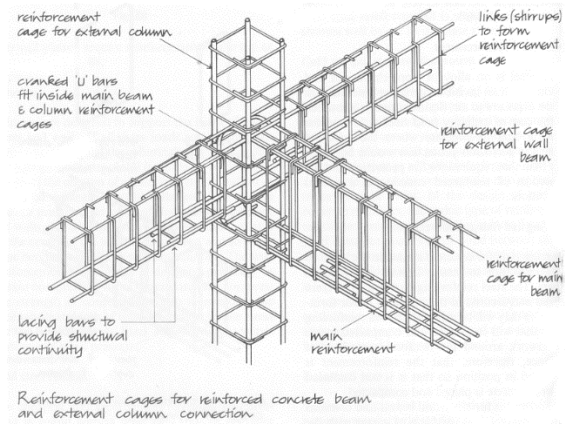 reinforcement
cage for external column
cranked 'U' bars
fit inside main beam
& column reinforcement
cages
links (stirrups)
to form
reinforcement
cage
reinforcement cage
for external wall
beam
reinforcement
cage for main
beam
lacing bars to
provide structural
continuity
main
reinforcement
Reinforcement cages for reinforced concrete beam
and external column connection